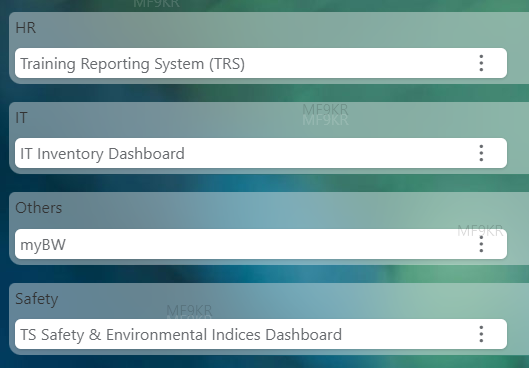 MF9KR
HR
Training Reporting System (TRS)
MF9KR
IT
MF9KR
IT Inventory Dashboard
Others
MF9KR
myBW
Safety
MF9KR
MF9KR
TS Safety & Environmental Indices Dashboard